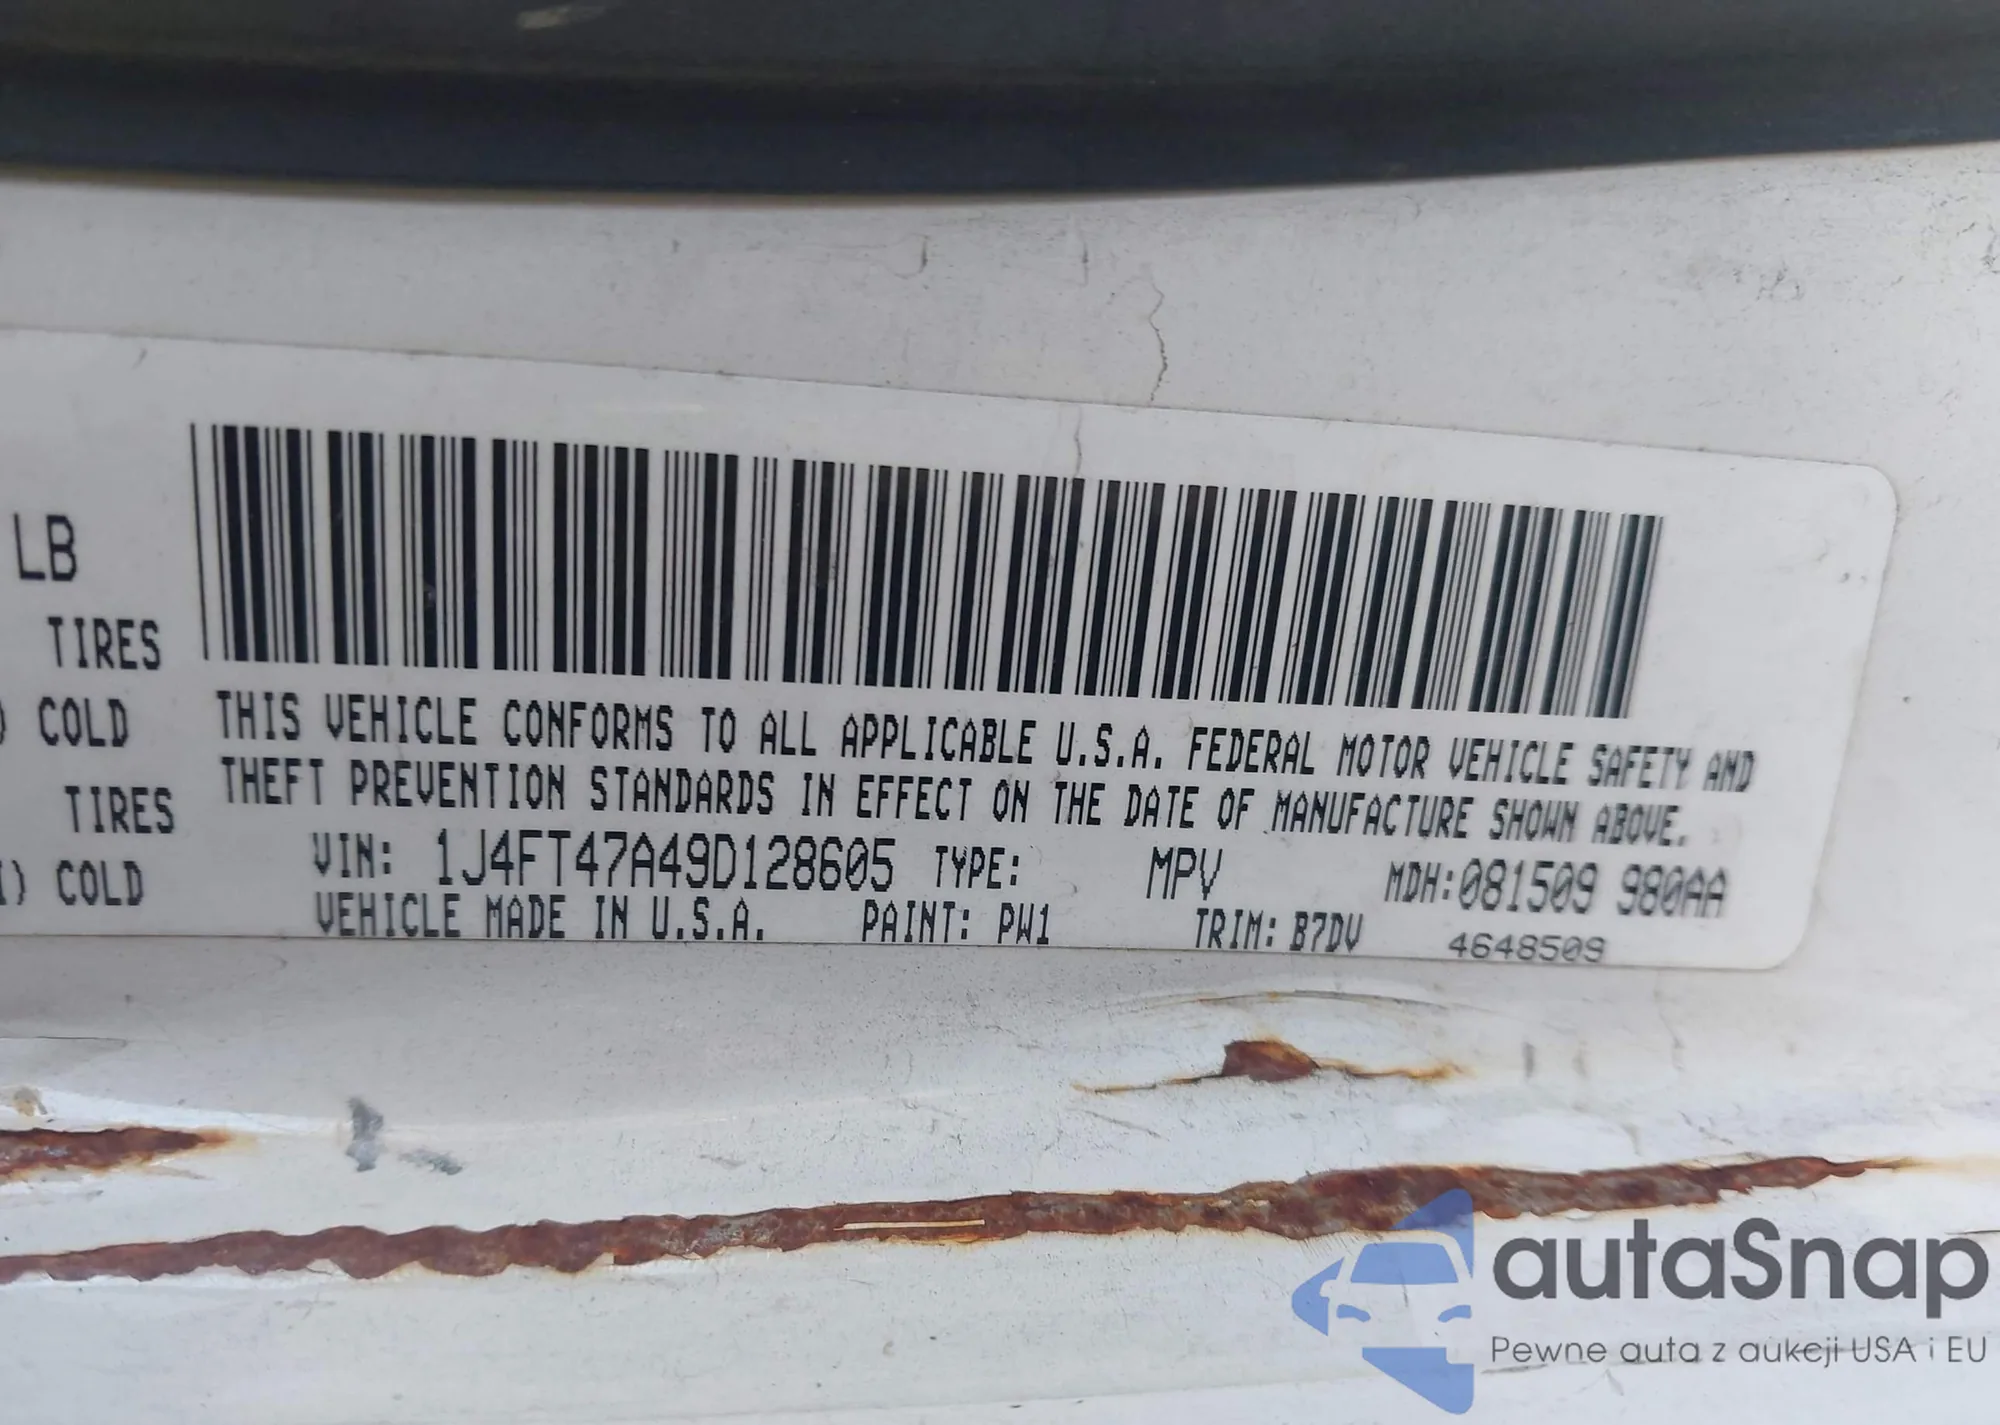 LB
TIRES
COLD
TIRES
) COLD
THIS VEHICLE CONFORMS TO ALL APPLICABLE U.S.A. FEDERAL MOTOR VEHICLE SAFETY AND
THEFT PREVENTION STANDARDS IN EFFECT ON THE DATE OF MANUFACTURE SHOWN ABOVE.
VIN: 1J4FT47A49D128605 TYPE: MPV MDH:081509 980AA
VEHICLE MADE IN U.S.A. PAINT: PW1 TRIM: B7DV 4648509
autaSnap
Pewne auta z aukcji USA i EU